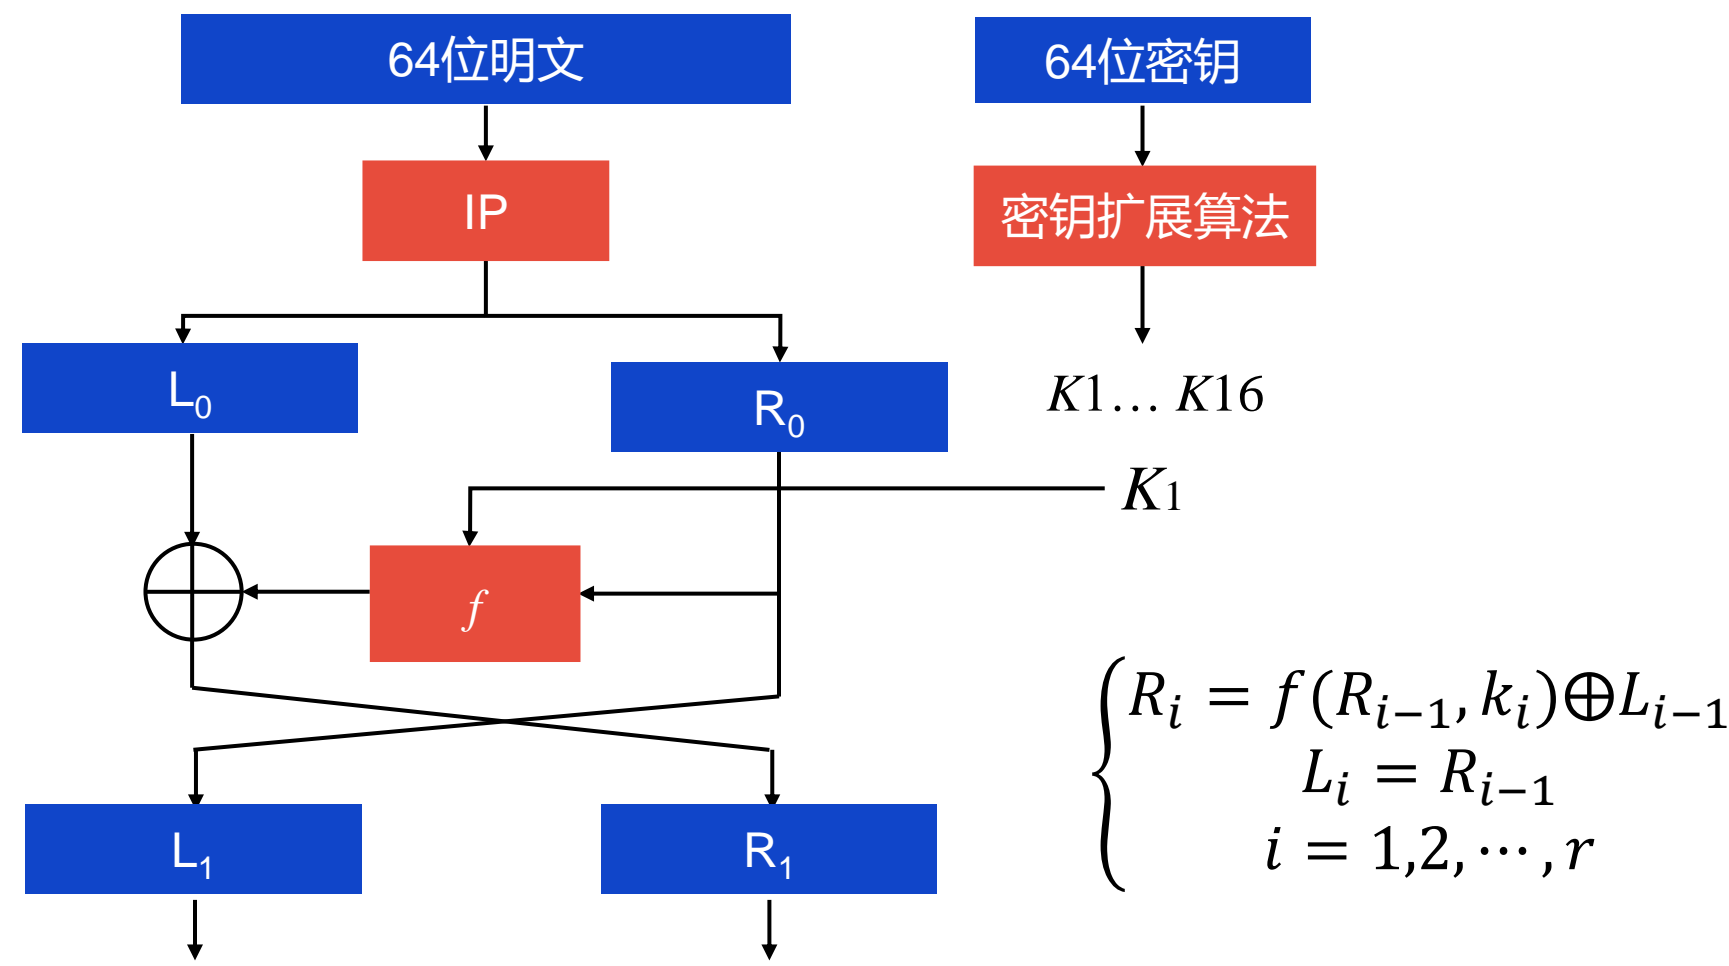 64位明文
64位密钥
IP
密钥扩展算法
L₀
R₀
K1… K16
K1
f
Rᵢ = f(Rᵢ₋₁, kᵢ)⊕Lᵢ₋₁
Lᵢ = Rᵢ₋₁
i = 1,2,⋯,r
L₁
R₁